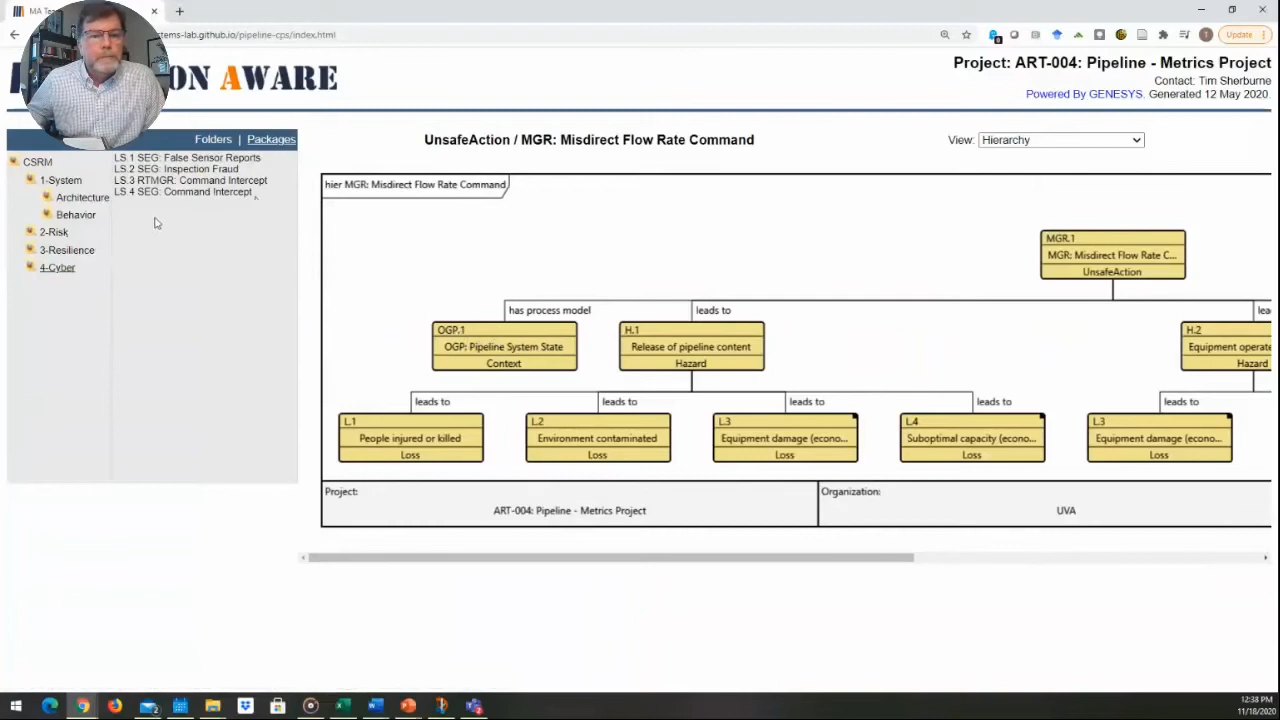 MA Te
ystems-lab.github.io/pipeline-cps/index.html
Update
ON AWARE
Project: ART-004: Pipeline - Metrics Project
Contact: Tim Sherburne
Powered By GENESYS. Generated 12 May 2020.
Folders | Packages
CSRM
1-System
Architecture
Behavior
2-Risk
3-Resilience
4-Cyber
LS 1 SEG: False Sensor Reports
LS.2 SEG: Inspection Fraud
LS.3 RTMGR: Command Intercept
LS 4 SEG: Command Intercept
UnsafeAction / MGR: Misdirect Flow Rate Command
View: Hierarchy
hier MGR: Misdirect Flow Rate Command
MGR.1
MGR: Misdirect Flow Rate C...
UnsafeAction
has process model
leads to
lea
OGP.1
OGP: Pipeline System State
Context
H.1
Release of pipeline content
Hazard
H.2
Equipment operate
Hazard
leads to
leads to
leads to
leads to
leads to
L.1
People injured or killed
Loss
L.2
Environment contaminated
Loss
L.3
Equipment damage (econo...
Loss
L.4
Suboptimal capacity (econo...
Loss
L.3
Equipment damage (econo...
Loss
Project:
ART-004: Pipeline - Metrics Project
Organization:
UVA
12:38 PM
11/18/2020